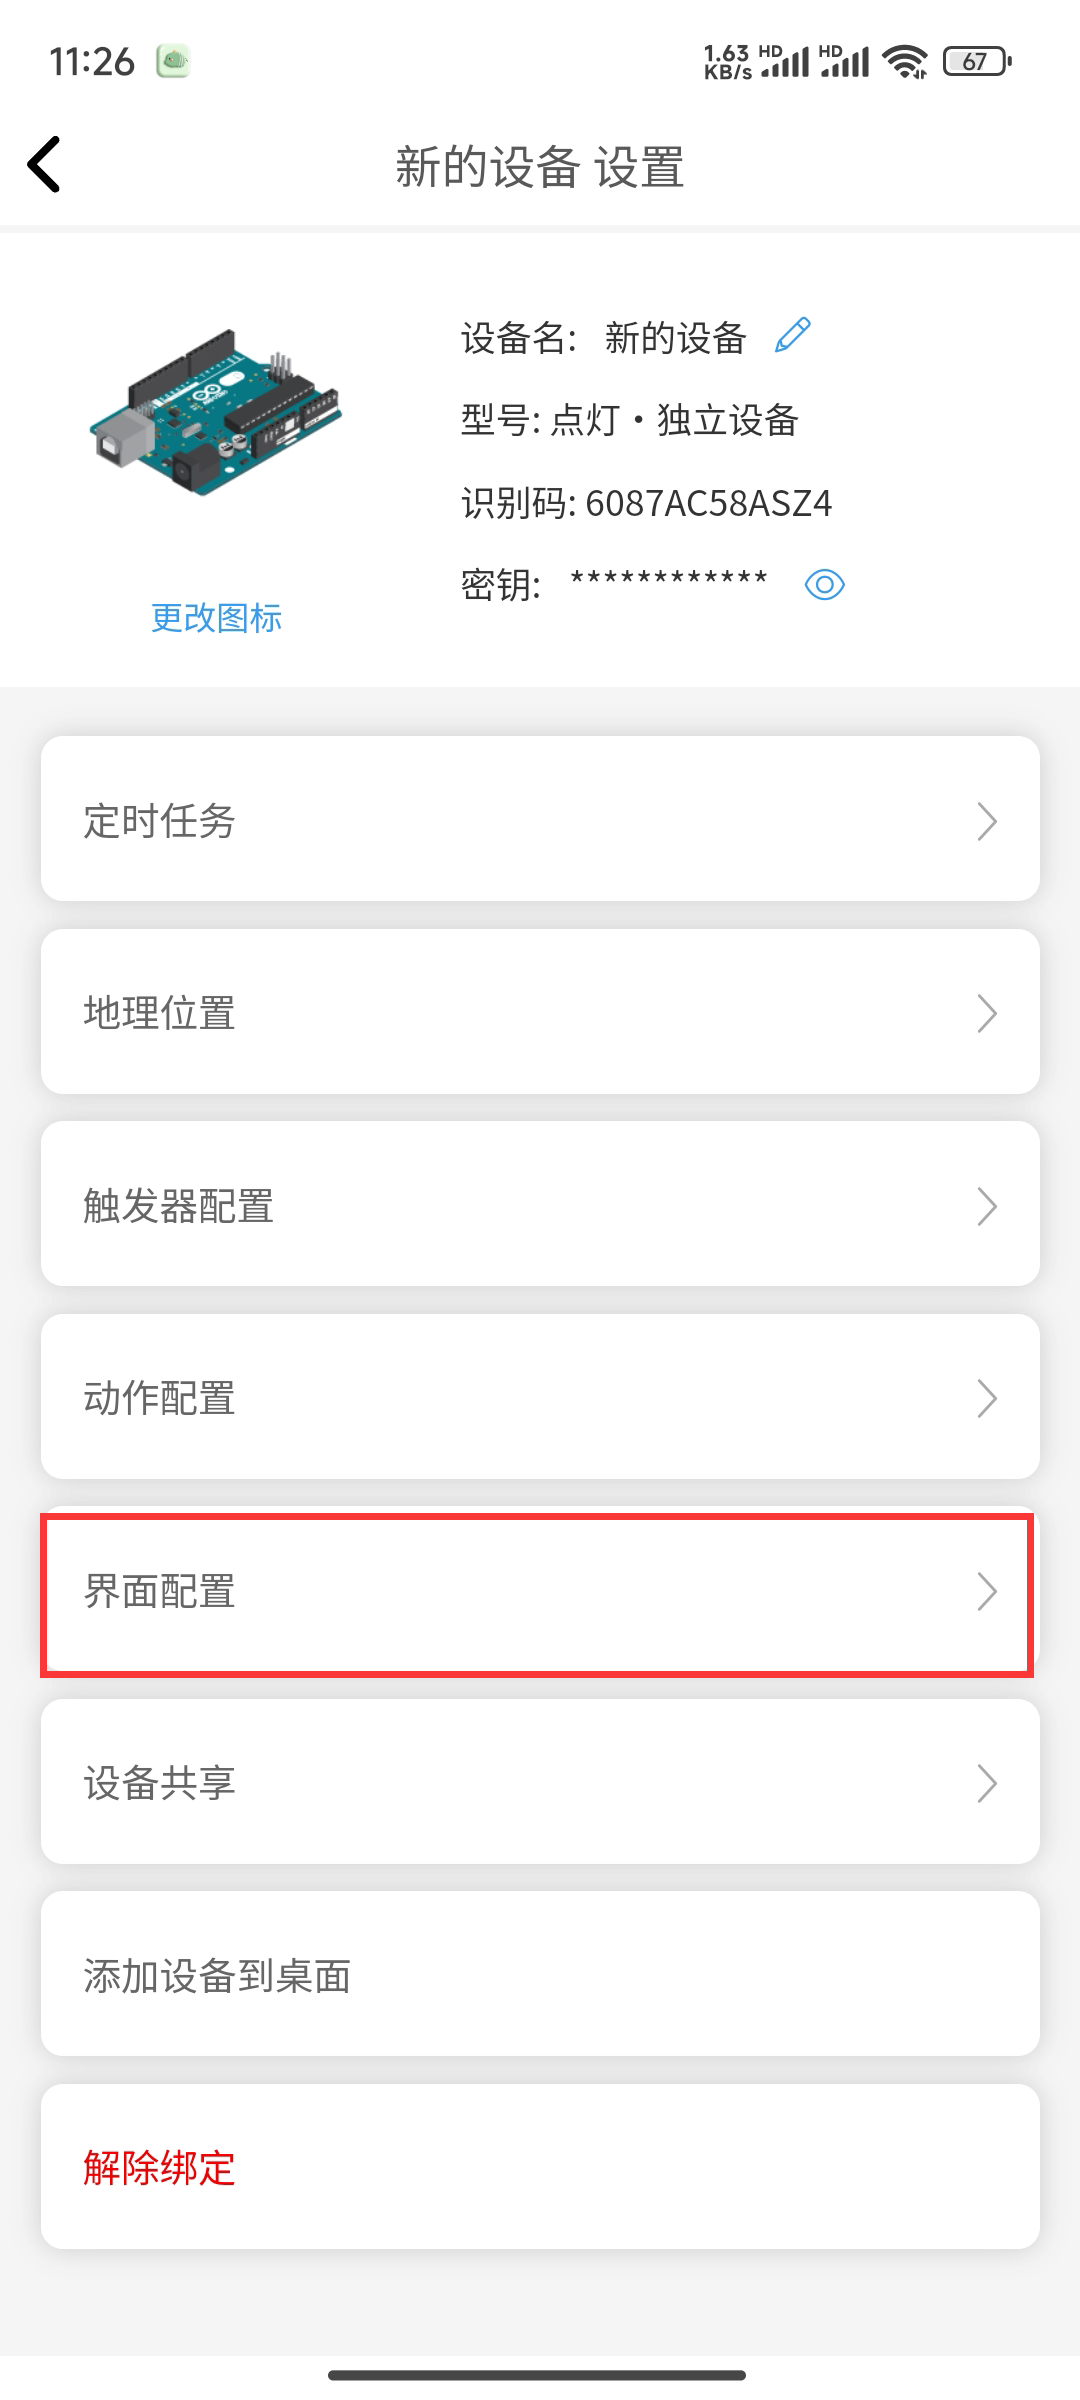 11:26
1.63 KB/s HD HD 67
新的设备 设置
设备名: 新的设备
型号: 点灯·独立设备
识别码: 6087AC58ASZ4
密钥: ************
更改图标
定时任务
地理位置
触发器配置
动作配置
界面配置
设备共享
添加设备到桌面
解除绑定